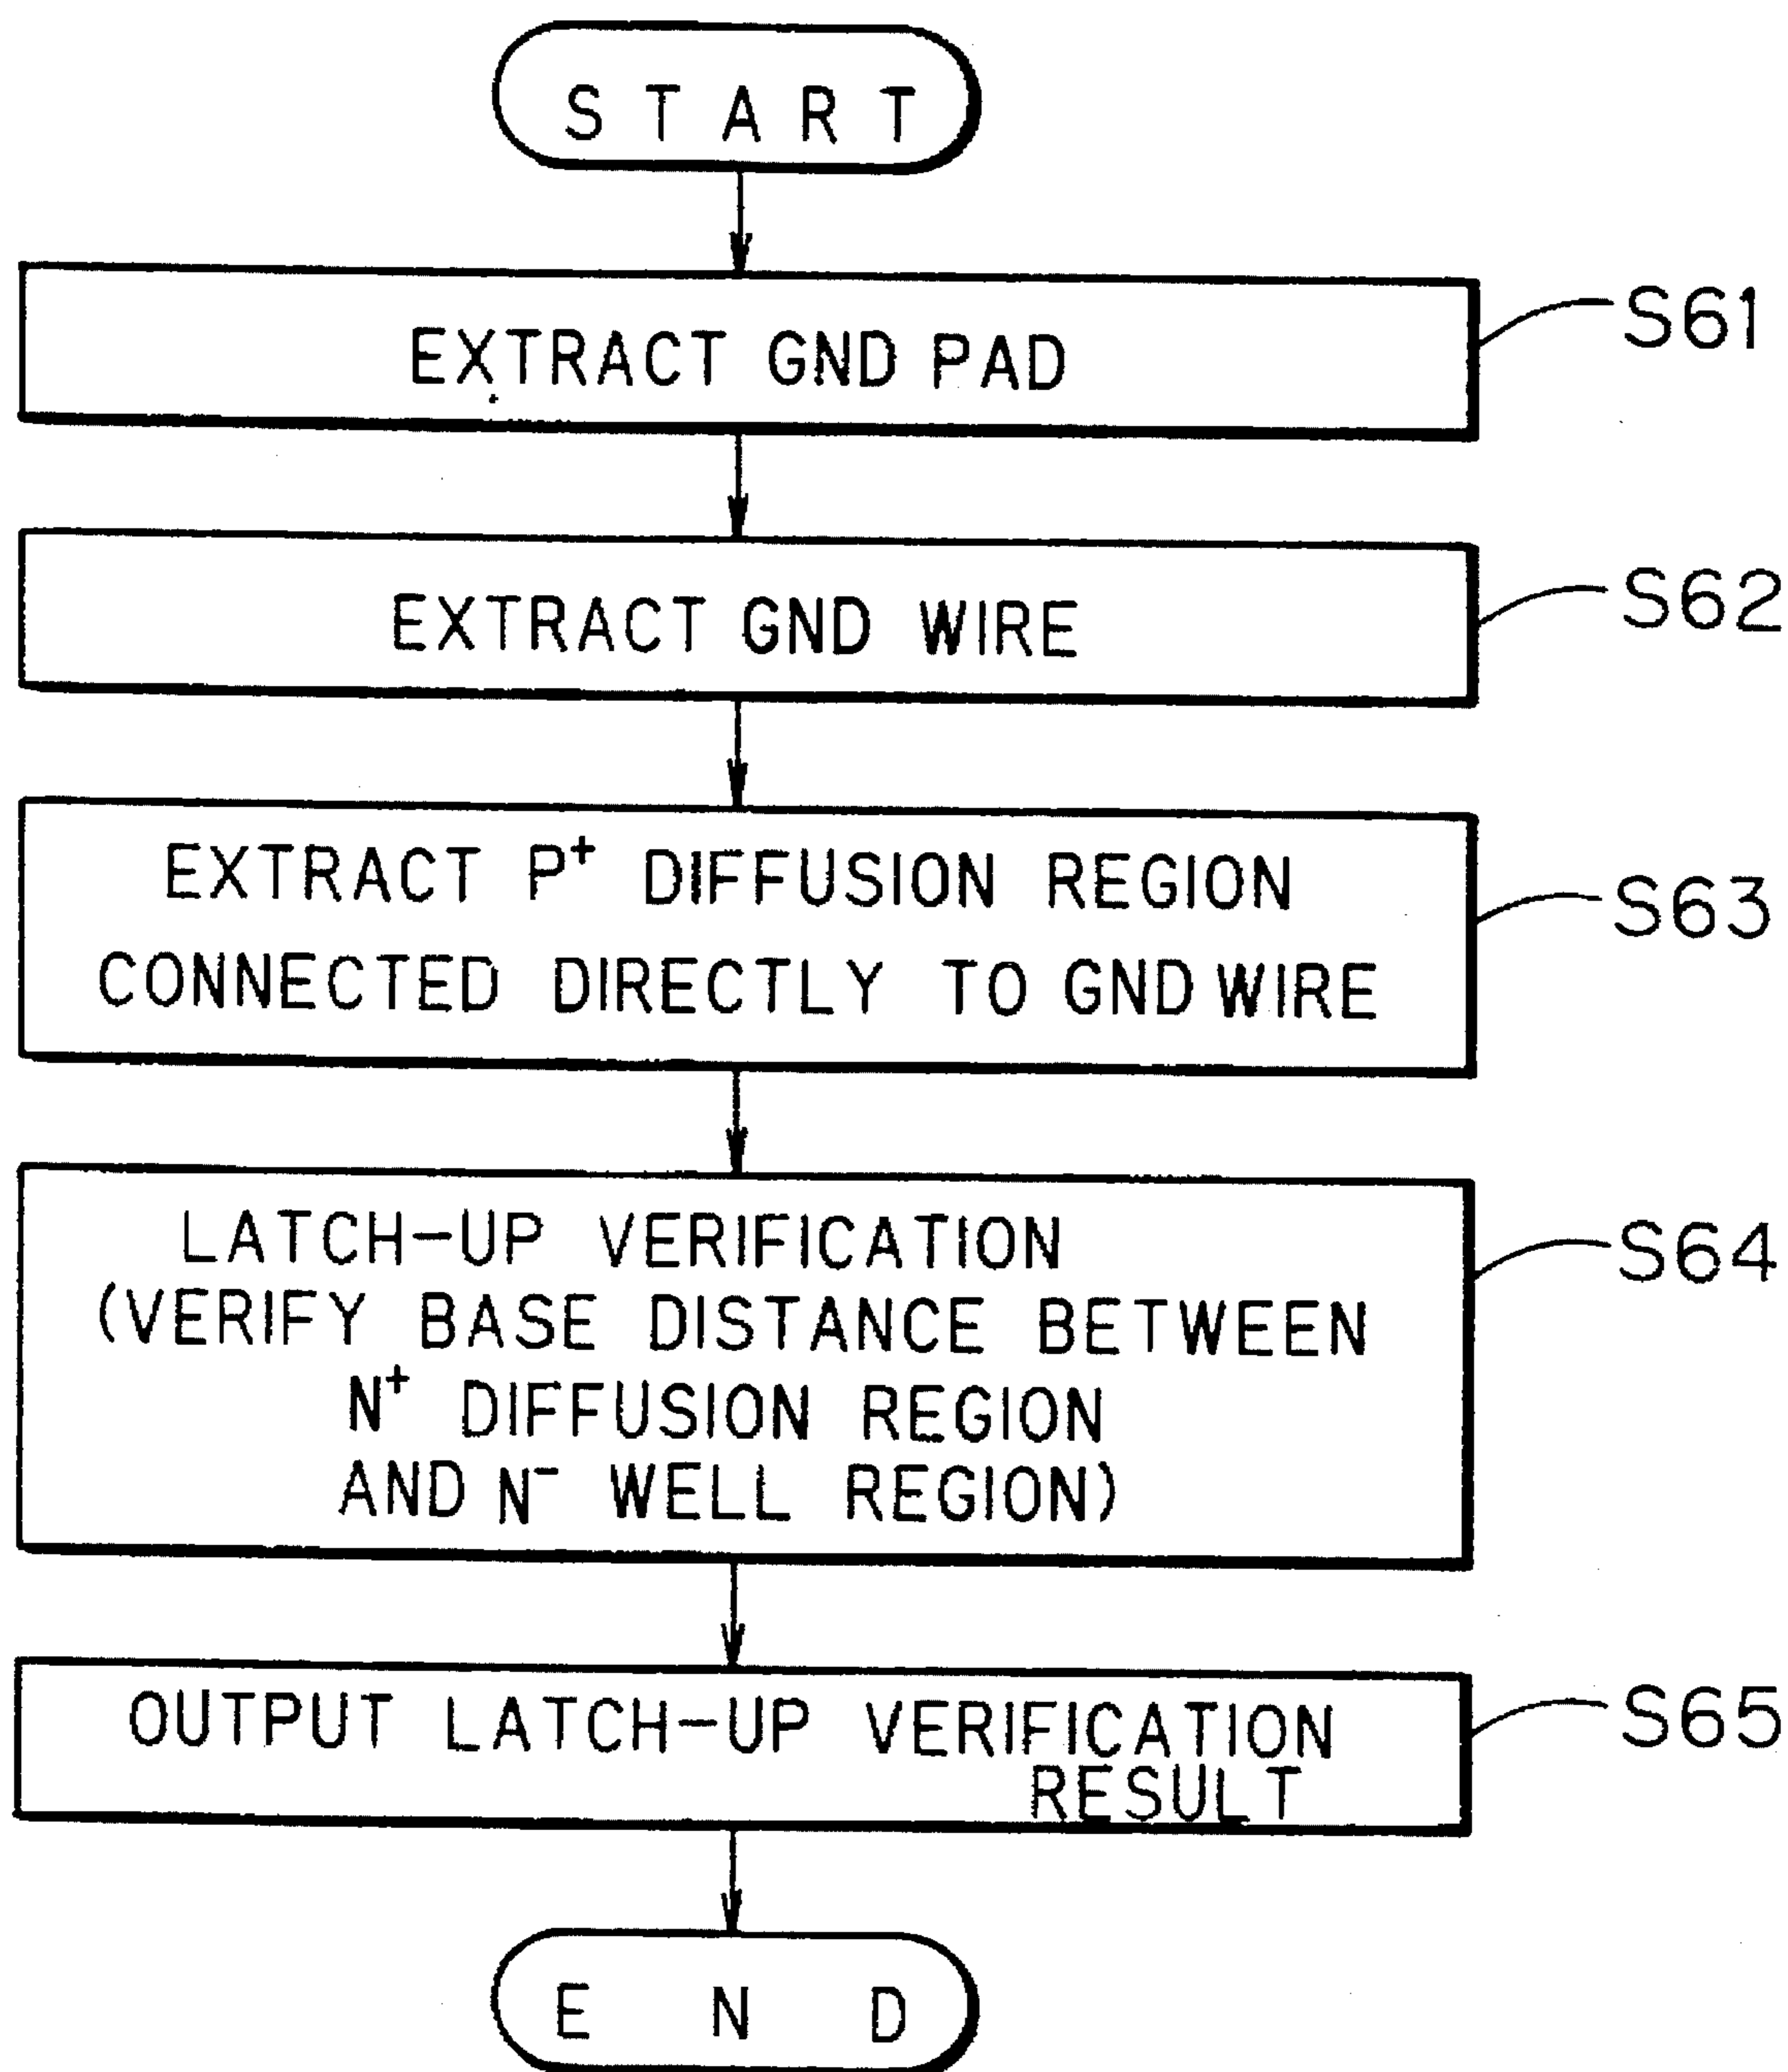 START
EXTRACT GND PAD
S61
EXTRACT GND WIRE
S62
EXTRACT P⁺ DIFFUSION REGION
CONNECTED DIRECTLY TO GND WIRE
S63
LATCH-UP VERIFICATION
(VERIFY BASE DISTANCE BETWEEN
N⁺ DIFFUSION REGION
AND N⁻ WELL REGION)
S64
OUTPUT LATCH-UP VERIFICATION
RESULT
S65
END